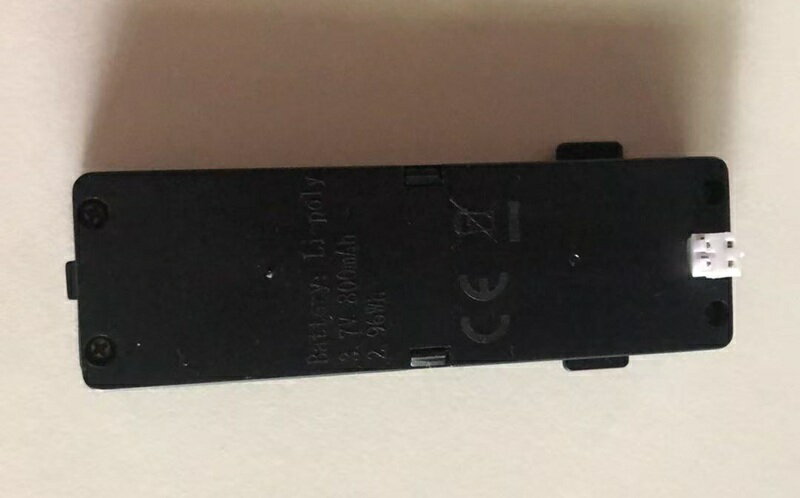 Battery: Li-poly
3.7V 800mAh
2.96Wh
CE